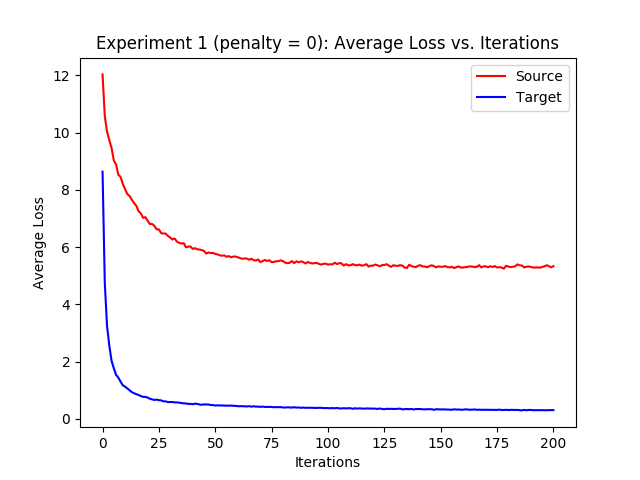 Experiment 1 (penalty = 0): Average Loss vs. Iterations
Source
Target
12
10
8
6
4
2
0
Average Loss
0 25 50 75 100 125 150 175 200
Iterations